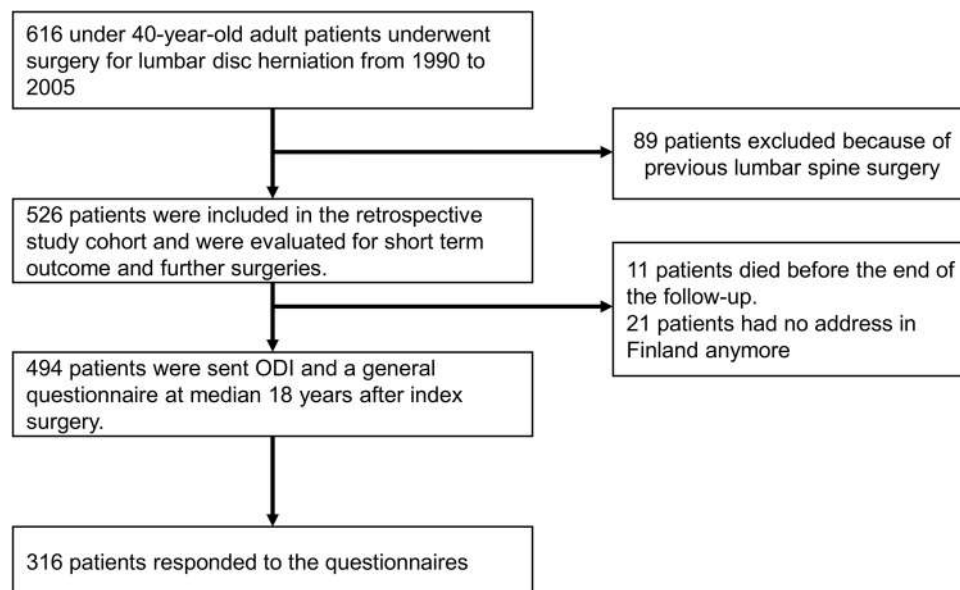 616 under 40-year-old adult patients underwent
surgery for lumbar disc herniation from 1990 to
2005
89 patients excluded because of
previous lumbar spine surgery
526 patients were included in the retrospective
study cohort and were evaluated for short term
outcome and further surgeries.
11 patients died before the end of
the follow-up.
21 patients had no address in
Finland anymore
494 patients were sent ODI and a general
questionnaire at median 18 years after index
surgery.
316 patients responded to the questionnaires